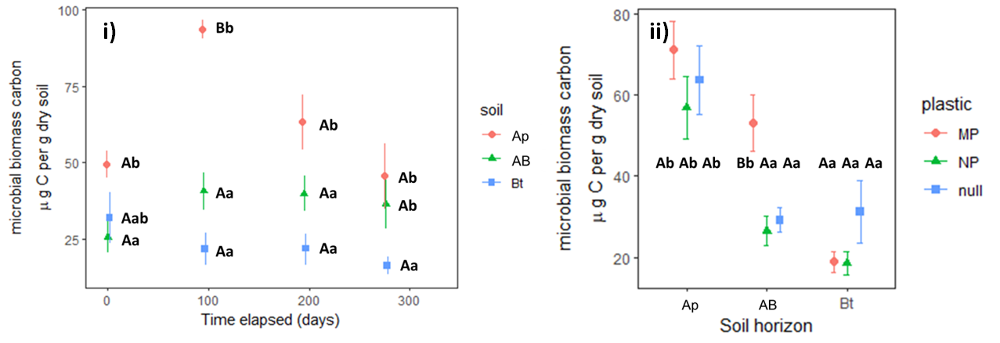 i)
microbial biomass carbon
μ g C per g dry soil
100
75
50
25
0
100
200
300
Time elapsed (days)
Bb
Ab
Ab
Ab
Aab
Aa
Aa
Aa
Ab
Aa
Aa
Aa
soil
Ap
AB
Bt
ii)
microbial biomass carbon
μ g C per g dry soil
80
60
40
20
Ab Ab Ab Bb Aa Aa Aa Aa Aa
Ap
AB
Bt
Soil horizon
plastic
MP
NP
null